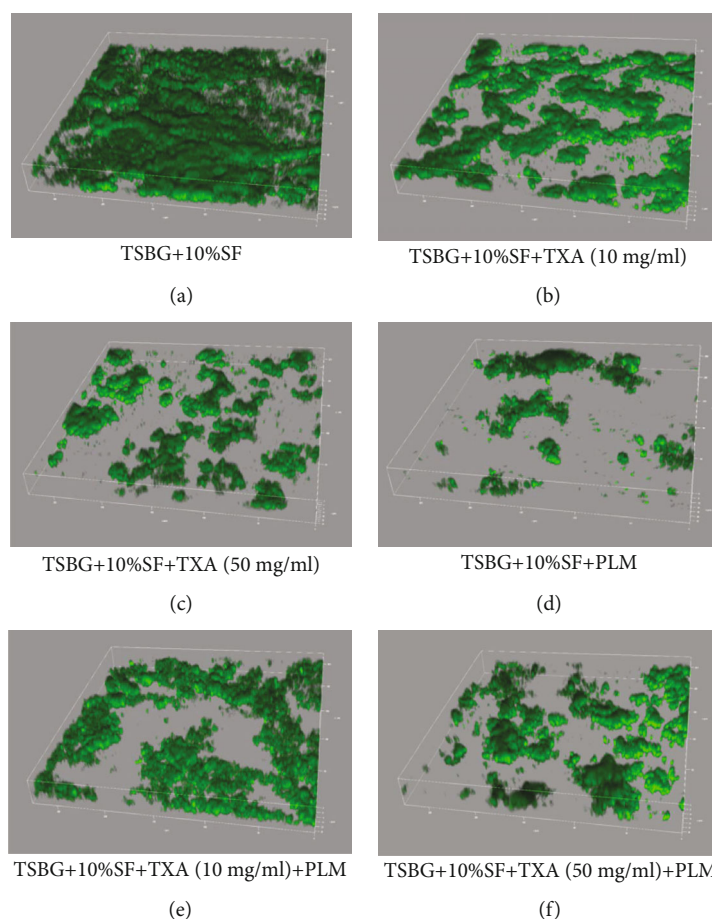 TSBG+10%SF
TSBG+10%SF+TXA (10 mg/ml)
(a)
(b)
TSBG+10%SF+TXA (50 mg/ml)
TSBG+10%SF+PLM
(c)
(d)
TSBG+10%SF+TXA (10 mg/ml)+PLM
TSBG+10%SF+TXA (50 mg/ml)+PLM
(e)
(f)